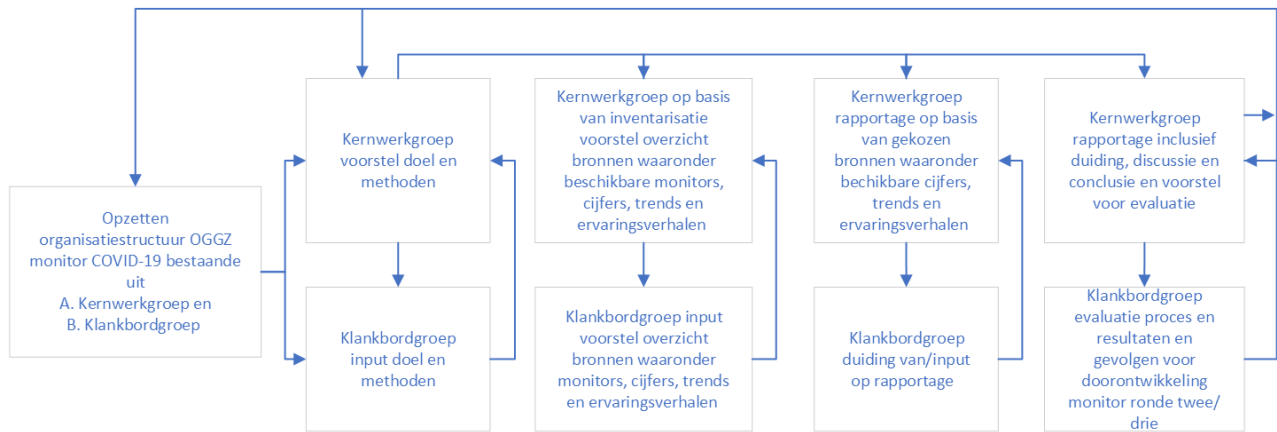 Opzetten
organisatiestructuur OGGZ
monitor COVID-19 bestaande
uit
A. Kernwerkgroep en
B. Klankbordgroep
Kernwerkgroep
voorstel doel en
methoden
Klankbordgroep
input doel en
methoden
Kernwerkgroep op basis
van inventarisatie
voorstel overzicht
bronnen waaronder
beschikbare monitors,
cijfers, trends en
ervaringsverhalen
Klankbordgroep input
voorstel overzicht
bronnen waaronder
monitors, cijfers, trends
en ervaringsverhalen
Kernwerkgroep
rapportage op basis
van gekozen
bronnen waaronder
bechikbare cijfers,
trends en
ervaringsverhalen
Klankbordgroep
duiding van/input
op rapportage
Kernwerkgroep
rapportage inclusief
duiding, discussie en
conclusie en voorstel
voor evaluatie
Klankbordgroep
evaluatie proces en
resultaten en
gevolgen voor
doorontwikkeling
monitor ronde twee/
drie